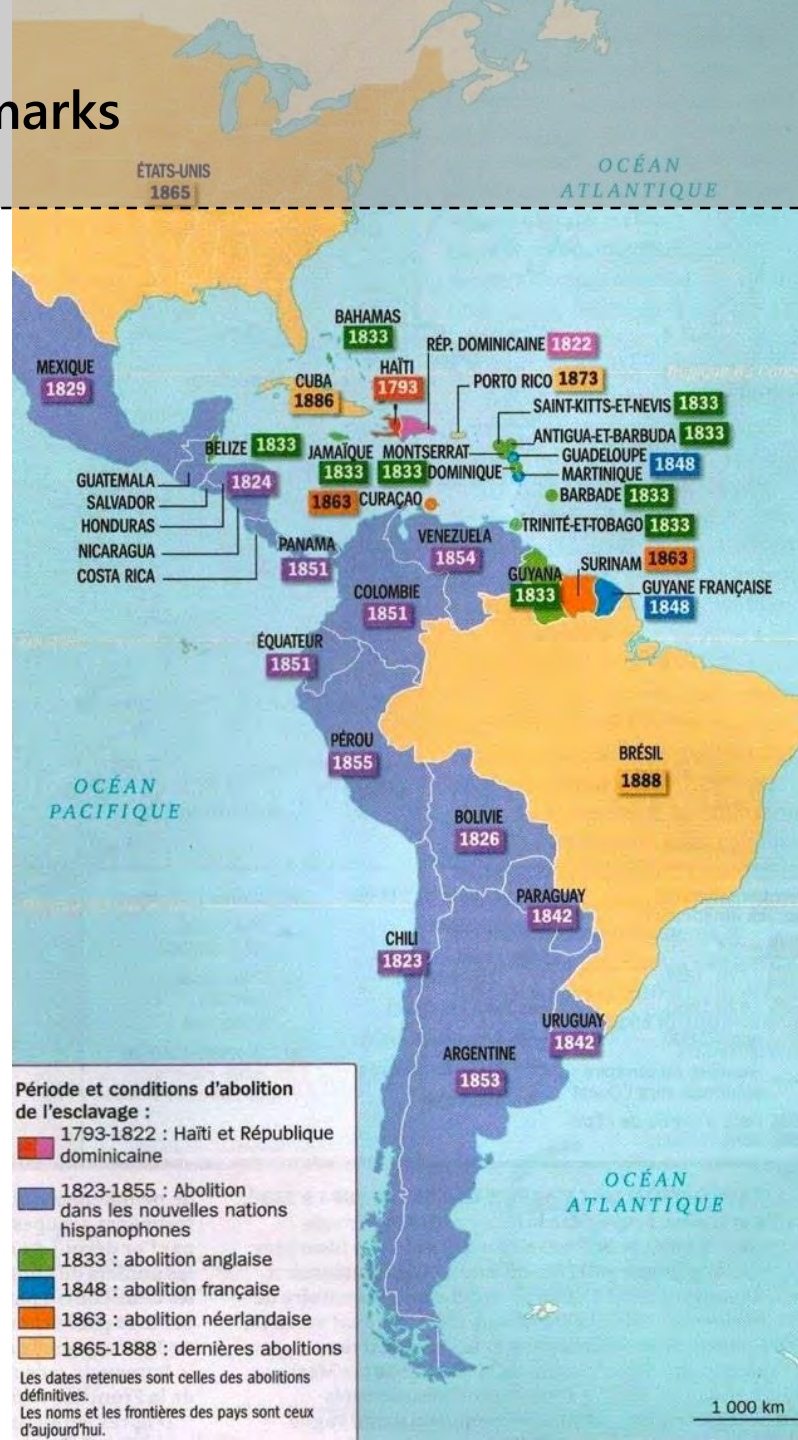 marks
ÉTATS-UNIS
1865
OCÉAN
ATLANTIQUE
BAHAMAS
1833
RÉP. DOMINICAINE 1822
MEXIQUE
1829
HAÏTI
1793
CUBA
1886
PORTO RICO 1873
SAINT-KITTS-ET-NEVIS 1833
ANTIGUA-ET-BARBUDA 1833
BELIZE 1833
JAMAÏQUE
1833
MONTSERRAT
1833
GUADELOUPE
MARTINIQUE
1848
DOMINIQUE
GUATEMALA
SALVADOR
HONDURAS
NICARAGUA
COSTA RICA
1824
1863 CURAÇAO
BARBADE 1833
TRINITÉ-ET-TOBAGO 1833
PANAMA
1851
VENEZUELA
1854
GUYANA
1833
SURINAM 1863
GUYANE FRANÇAISE
1848
COLOMBIE
1851
ÉQUATEUR
1851
PÉROU
1855
BRÉSIL
1888
OCÉAN
PACIFIQUE
BOLIVIE
1826
PARAGUAY
1842
CHILI
1823
URUGUAY
1842
ARGENTINE
1853
OCÉAN
ATLANTIQUE
Période et conditions d'abolition
de l'esclavage :
1793-1822 : Haïti et République
dominicaine
1823-1855 : Abolition
dans les nouvelles nations
hispanophones
1833 : abolition anglaise
1848 : abolition française
1863 : abolition néerlandaise
1865-1888 : dernières abolitions
Les dates retenues sont celles des abolitions
définitives.
Les noms et les frontières des pays sont ceux
d'aujourd'hui.
1 000 km